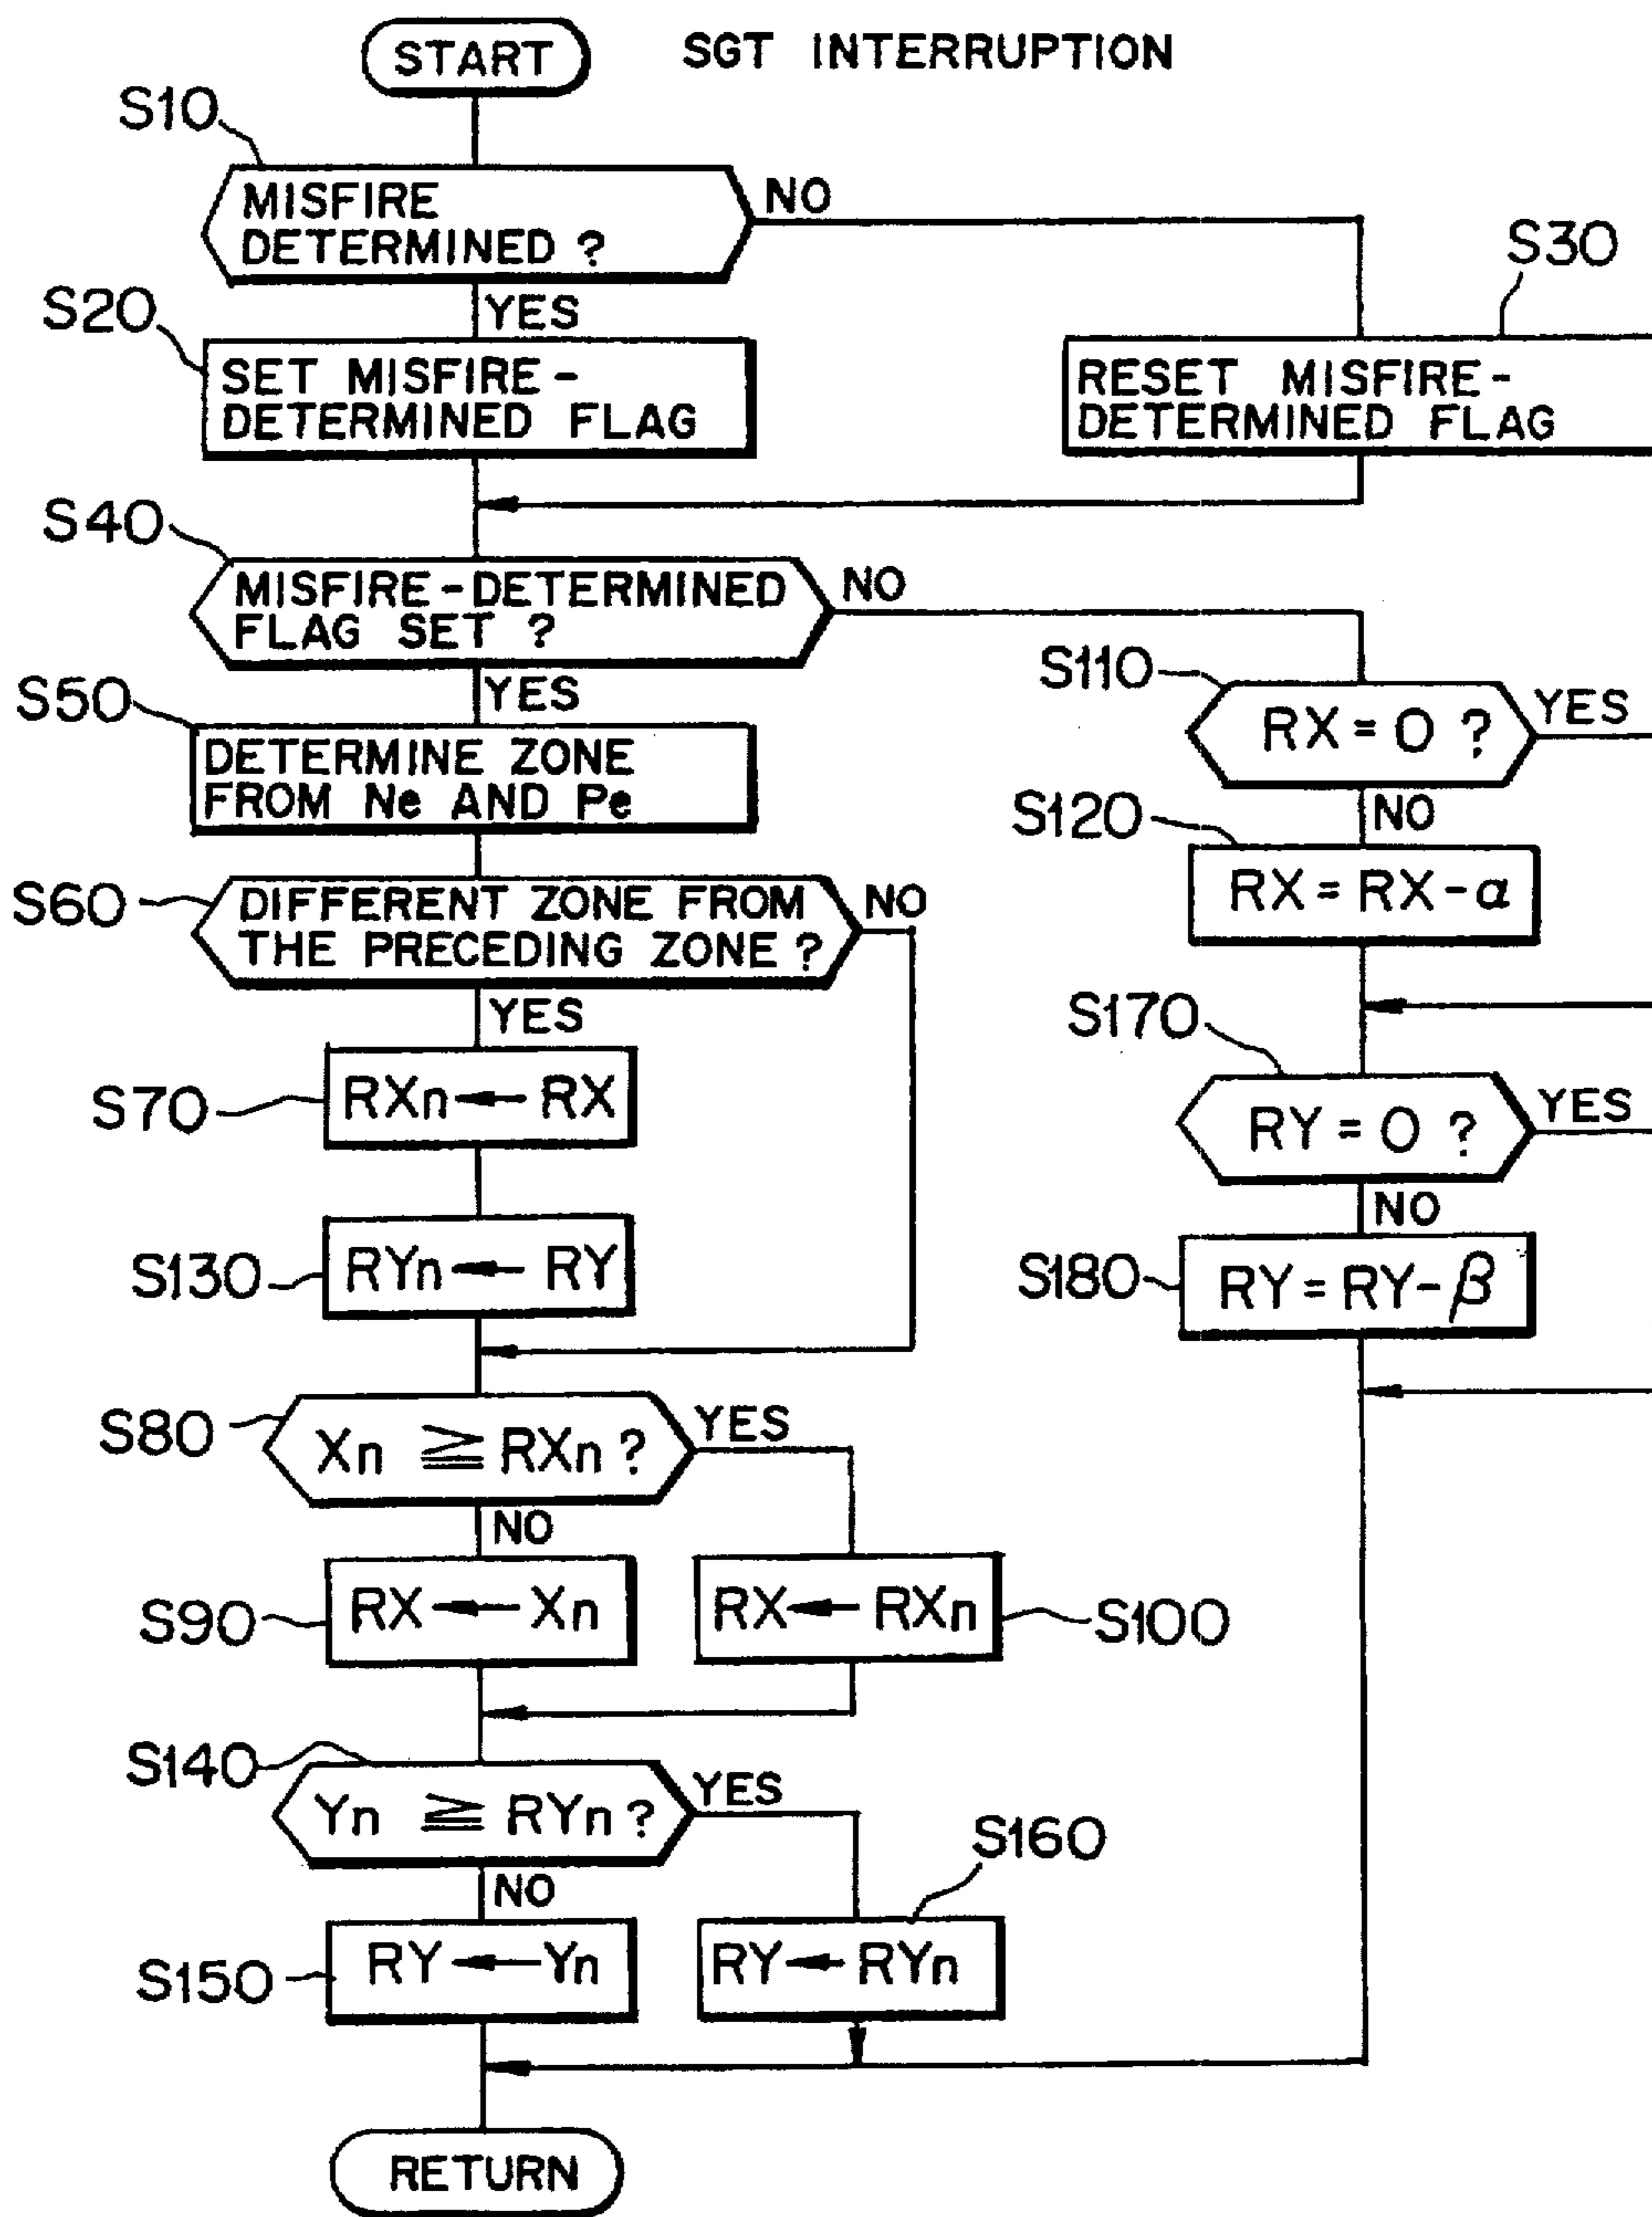 START
SGT INTERRUPTION
S10
MISFIRE
DETERMINED ?
NO
YES
S20
SET MISFIRE -
DETERMINED FLAG
S30
RESET MISFIRE -
DETERMINED FLAG
S40
MISFIRE - DETERMINED
FLAG SET ?
NO
YES
S50
DETERMINE ZONE
FROM Ne AND Pe
S60
DIFFERENT ZONE FROM
THE PRECEDING ZONE ?
NO
YES
S70
RXn ← RX
S130
RYn ← RY
S80
Xn ≧ RXn ?
YES
NO
S90
RX ← Xn
RX ← RXn
S100
S140
Yn ≧ RYn ?
YES
NO
S150
RY ← Yn
S160
RY ← RYn
S110
RX = 0 ?
YES
NO
S120
RX = RX - α
S170
RY = 0 ?
YES
NO
S180
RY = RY - β
RETURN